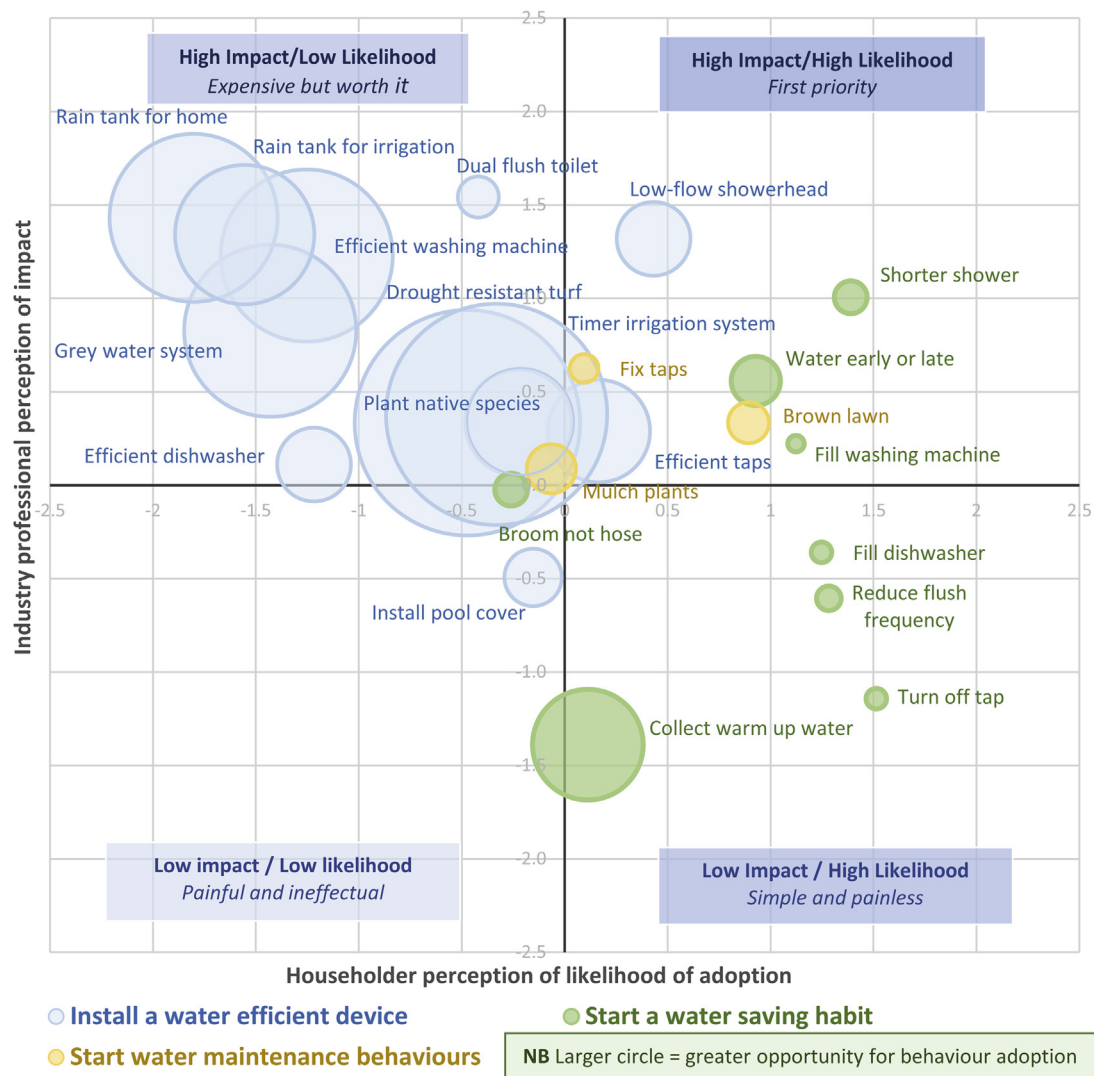 2.5
High Impact/Low Likelihood
Expensive but worth it
High Impact/High Likelihood
First priority
2.0
Rain tank for home
Rain tank for irrigation
Dual flush toilet
Low-flow showerhead
1.5
Efficient washing machine
Shorter shower
Drought resistant turf
1.0
Timer irrigation system
Grey water system
Water early or late
Fix taps
0.5
Plant native species
Brown lawn
Efficient dishwasher
Efficient taps
Fill washing machine
0.0
Mulch plants
-2.5
-2
-1.5
-1
-0.5
0
0.5
1
1.5
2
2.5
Broom not hose
Fill dishwasher
-0.5
Install pool cover
Reduce flush
frequency
-1.0
Turn off tap
Collect warm up water
-1.5
-2.0
Low impact / Low likelihood
Painful and ineffectual
Low Impact / High Likelihood
Simple and painless
-2.5
Industry professional perception of impact
Householder perception of likelihood of adoption
Install a water efficient device
Start a water saving habit
Start water maintenance behaviours
NB Larger circle = greater opportunity for behaviour adoption